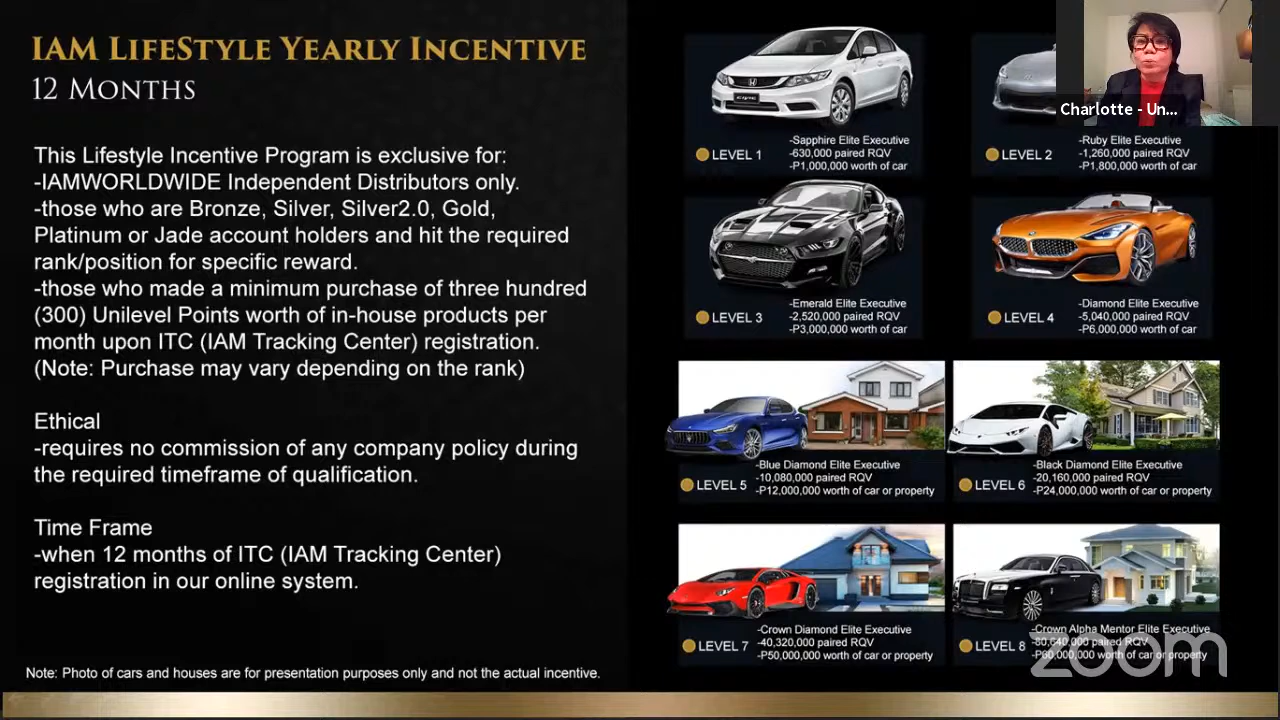 IAM LIFESTYLE YEARLY INCENTIVE
12 MONTHS
This Lifestyle Incentive Program is exclusive for:
-IAMWORLDWIDE Independent Distributors only.
-those who are Bronze, Silver, Silver2.0, Gold,
Platinum or Jade account holders and hit the required
rank/position for specific reward.
-those who made a minimum purchase of three hundred
(300) Unilevel Points worth of in-house products per
month upon ITC (IAM Tracking Center) registration.
(Note: Purchase may vary depending on the rank)
Ethical
-requires no commission of any company policy during
the required timeframe of qualification.
Time Frame
-when 12 months of ITC (IAM Tracking Center)
registration in our online system.
Note: Photo of cars and houses are for presentation purposes only and not the actual incentive.
LEVEL 1
-Sapphire Elite Executive
-630,000 paired RQV
-P1,000,000 worth of car
Charlotte - Un...
LEVEL 2
-Ruby Elite Executive
-1,260,000 paired RQV
-P1,800,000 worth of car
LEVEL 3
-Emerald Elite Executive
-2,520,000 paired RQV
-P3,000,000 worth of car
LEVEL 4
-Diamond Elite Executive
-5,040,000 paired RQV
-P6,000,000 worth of car
LEVEL 5
-Blue Diamond Elite Executive
-10,080,000 paired RQV
-P12,000,000 worth of car or property
LEVEL 6
-Black Diamond Elite Executive
-20,160,000 paired RQV
-P24,000,000 worth of car or property
LEVEL 7
-Crown Diamond Elite Executive
-40,320,000 paired RQV
-P50,000,000 worth of car or property
LEVEL 8
-Crown Alpha Mentor Elite Executive
-80,640,000 paired RQV
-P60,000,000 worth of car or property
zoom